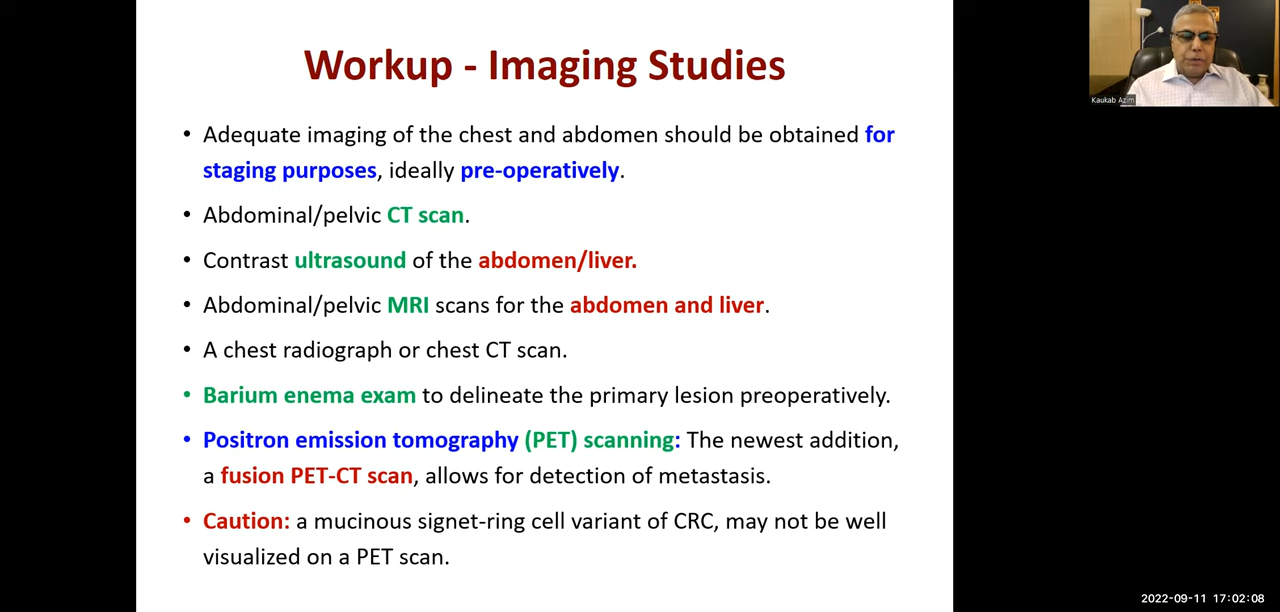 Workup - Imaging Studies
• Adequate imaging of the chest and abdomen should be obtained for
staging purposes, ideally pre-operatively.
• Abdominal/pelvic CT scan.
• Contrast ultrasound of the abdomen/liver.
• Abdominal/pelvic MRI scans for the abdomen and liver.
• A chest radiograph or chest CT scan.
• Barium enema exam to delineate the primary lesion preoperatively.
• Positron emission tomography (PET) scanning: The newest addition,
a fusion PET-CT scan, allows for detection of metastasis.
• Caution: a mucinous signet-ring cell variant of CRC, may not be well
visualized on a PET scan.
Kaukab Azim
2022-09-11 17:02:08